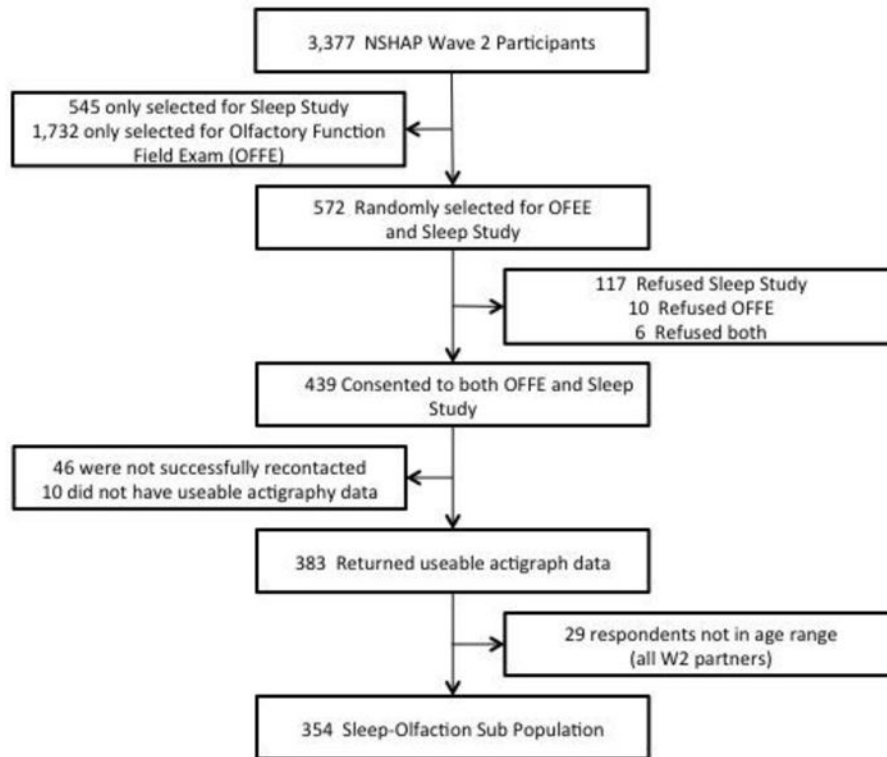 3,377 NSHAP Wave 2 Participants
545 only selected for Sleep Study
1,732 only selected for Olfactory Function
Field Exam (OFFE)
572 Randomly selected for OFEE
and Sleep Study
117 Refused Sleep Study
10 Refused OFFE
6 Refused both
439 Consented to both OFFE and Sleep
Study
46 were not successfully recontacted
10 did not have useable actigraphy data
383 Returned useable actigraph data
29 respondents not in age range
(all W2 partners)
354 Sleep-Olfaction Sub Population